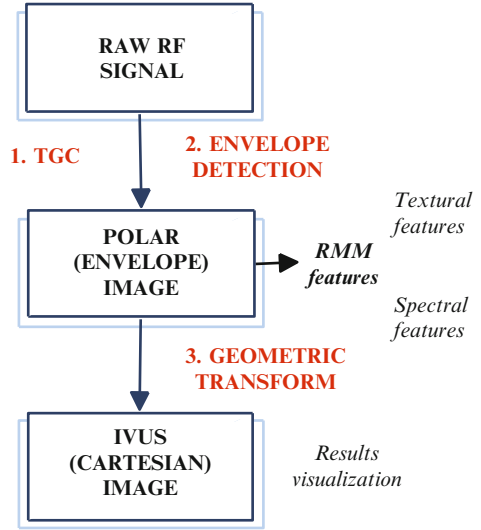 RAW RF
SIGNAL
1. TGC
2. ENVELOPE
DETECTION
Textural
features
POLAR
(ENVELOPE)
IMAGE
RMM
features
Spectral
features
3. GEOMETRIC
TRANSFORM
IVUS
(CARTESIAN)
IMAGE
Results
visualization